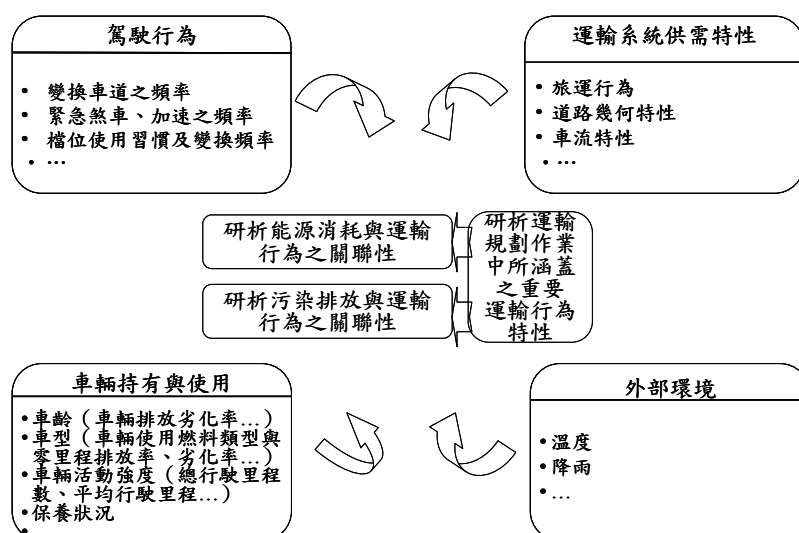 駕駛行為
• 變換車道之頻率
• 緊急煞車、加速之頻率
• 檔位使用習慣及變換頻率
• …
運輸系統供需特性
• 旅運行為
• 道路幾何特性
• 車流特性
• …
研析能源消耗與運輸
行為之關聯性
研析污染排放與運輸
行為之關聯性
研析運輸
規劃作業
中所涵蓋
之重要
運輸行為
特性
車輛持有與使用
•車齡（車輛排放劣化率…）
•車型（車輛使用燃料類型與
零里程排放率、劣化率…）
•車輛活動強度（總行駛里程
數、平均行駛里程…）
•保養狀況
•
外部環境
•溫度
•降雨
•…